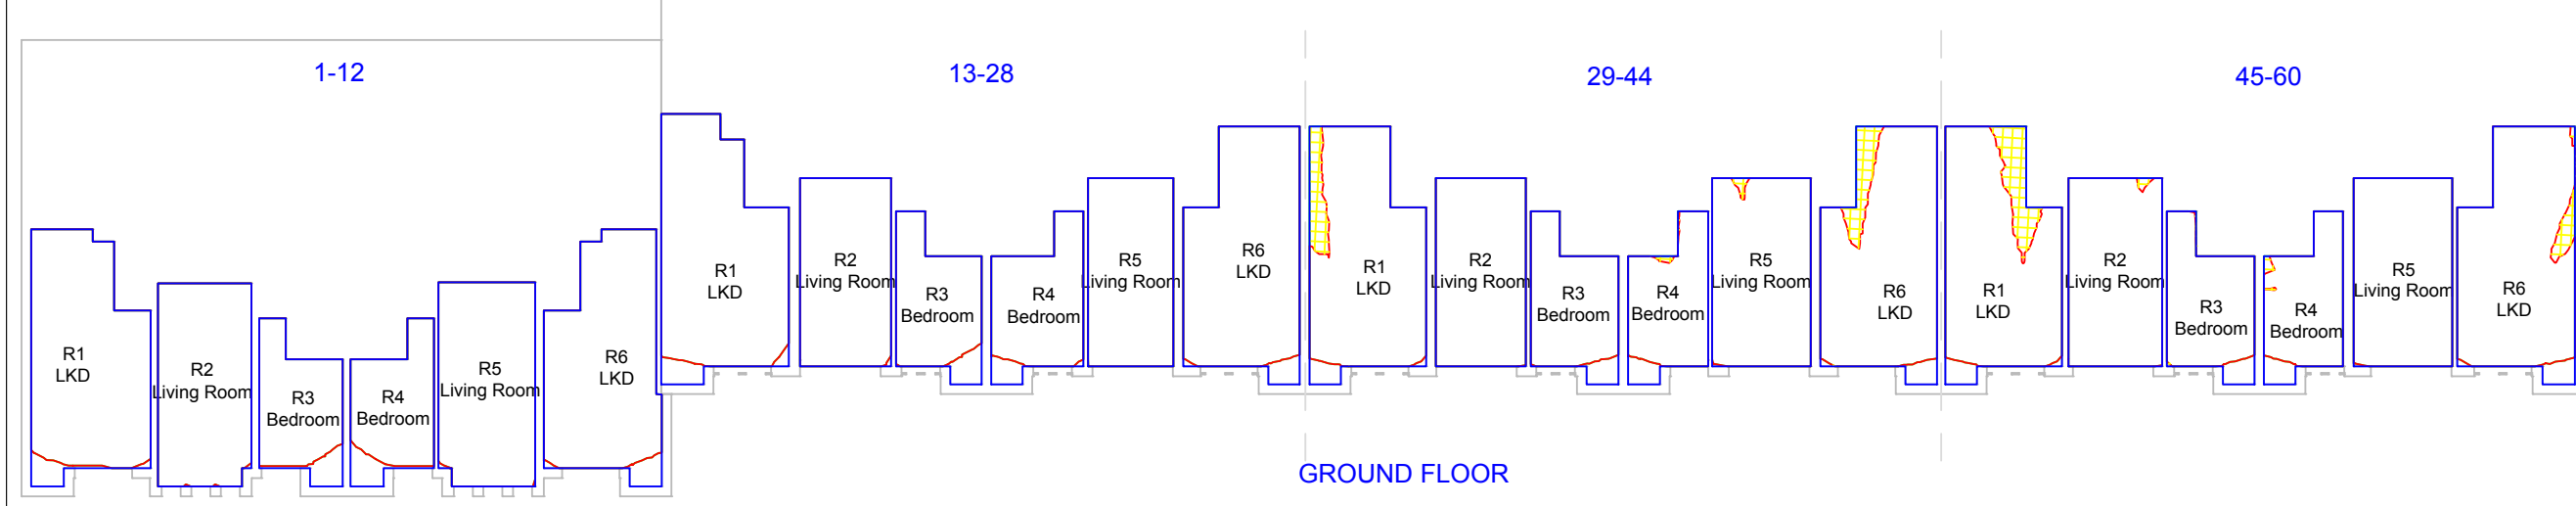 1-12
13-28
29-44
45-60
R1
LKD
R2
Living Room
R3
Bedroom
R4
Bedroom
R5
Living Room
R6
LKD
R1
LKD
R2
Living Room
R3
Bedroom
R4
Bedroom
R5
Living Room
R6
LKD
R1
LKD
R2
Living Room
R3
Bedroom
R4
Bedroom
R5
Living Room
R6
LKD
R1
LKD
R2
Living Room
R3
Bedroom
R4
Bedroom
R5
Living Room
R6
LKD
GROUND FLOOR